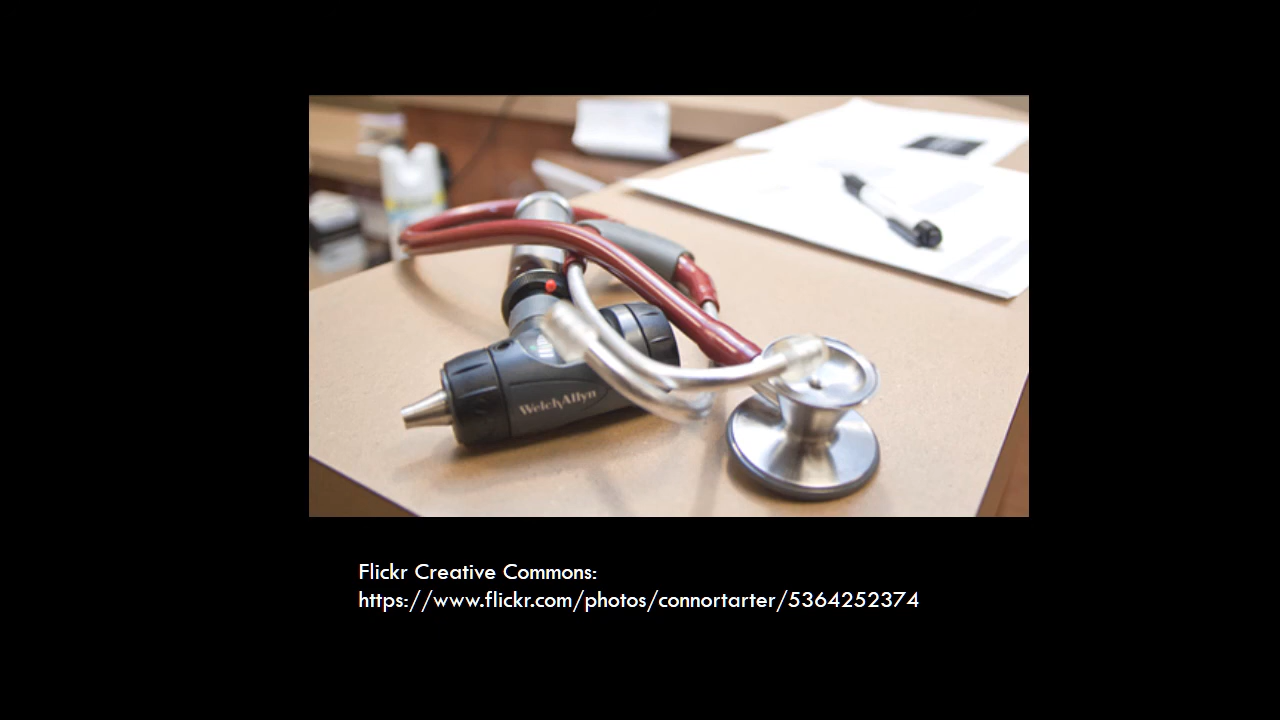 WelchAllyn
Flickr Creative Commons:
https://www.flickr.com/photos/connortarter/5364252374